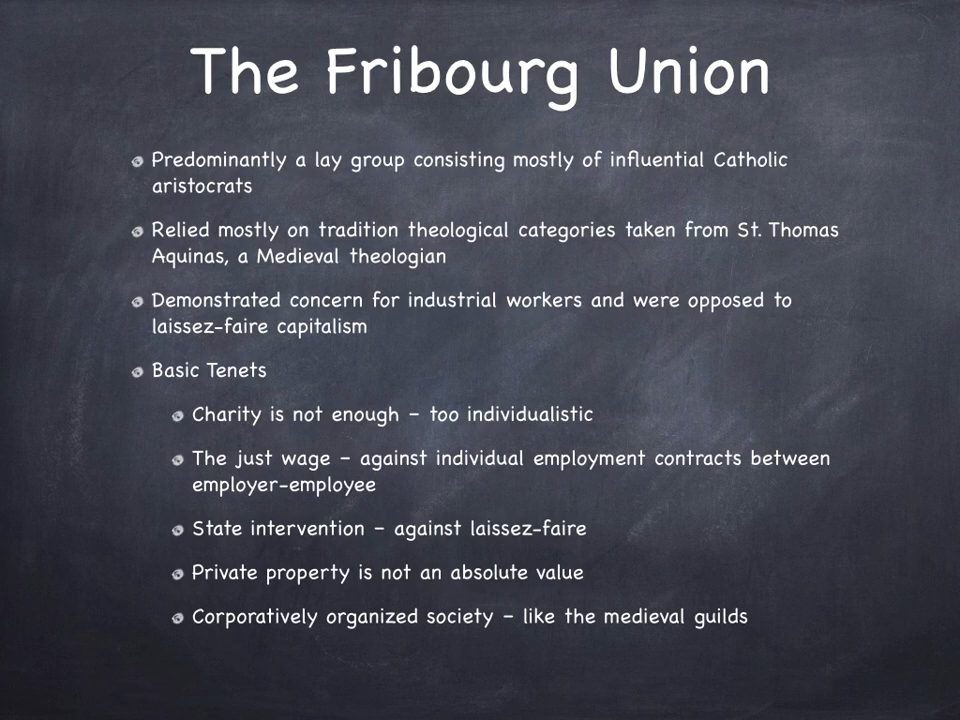 The Fribourg Union
Predominantly a lay group consisting mostly of influential Catholic
aristocrats
Relied mostly on tradition theological categories taken from St. Thomas
Aquinas, a Medieval theologian
Demonstrated concern for industrial workers and were opposed to
laissez-faire capitalism
Basic Tenets
Charity is not enough – too individualistic
The just wage – against individual employment contracts between
employer-employee
State intervention – against laissez-faire
Private property is not an absolute value
Corporatively organized society – like the medieval guilds